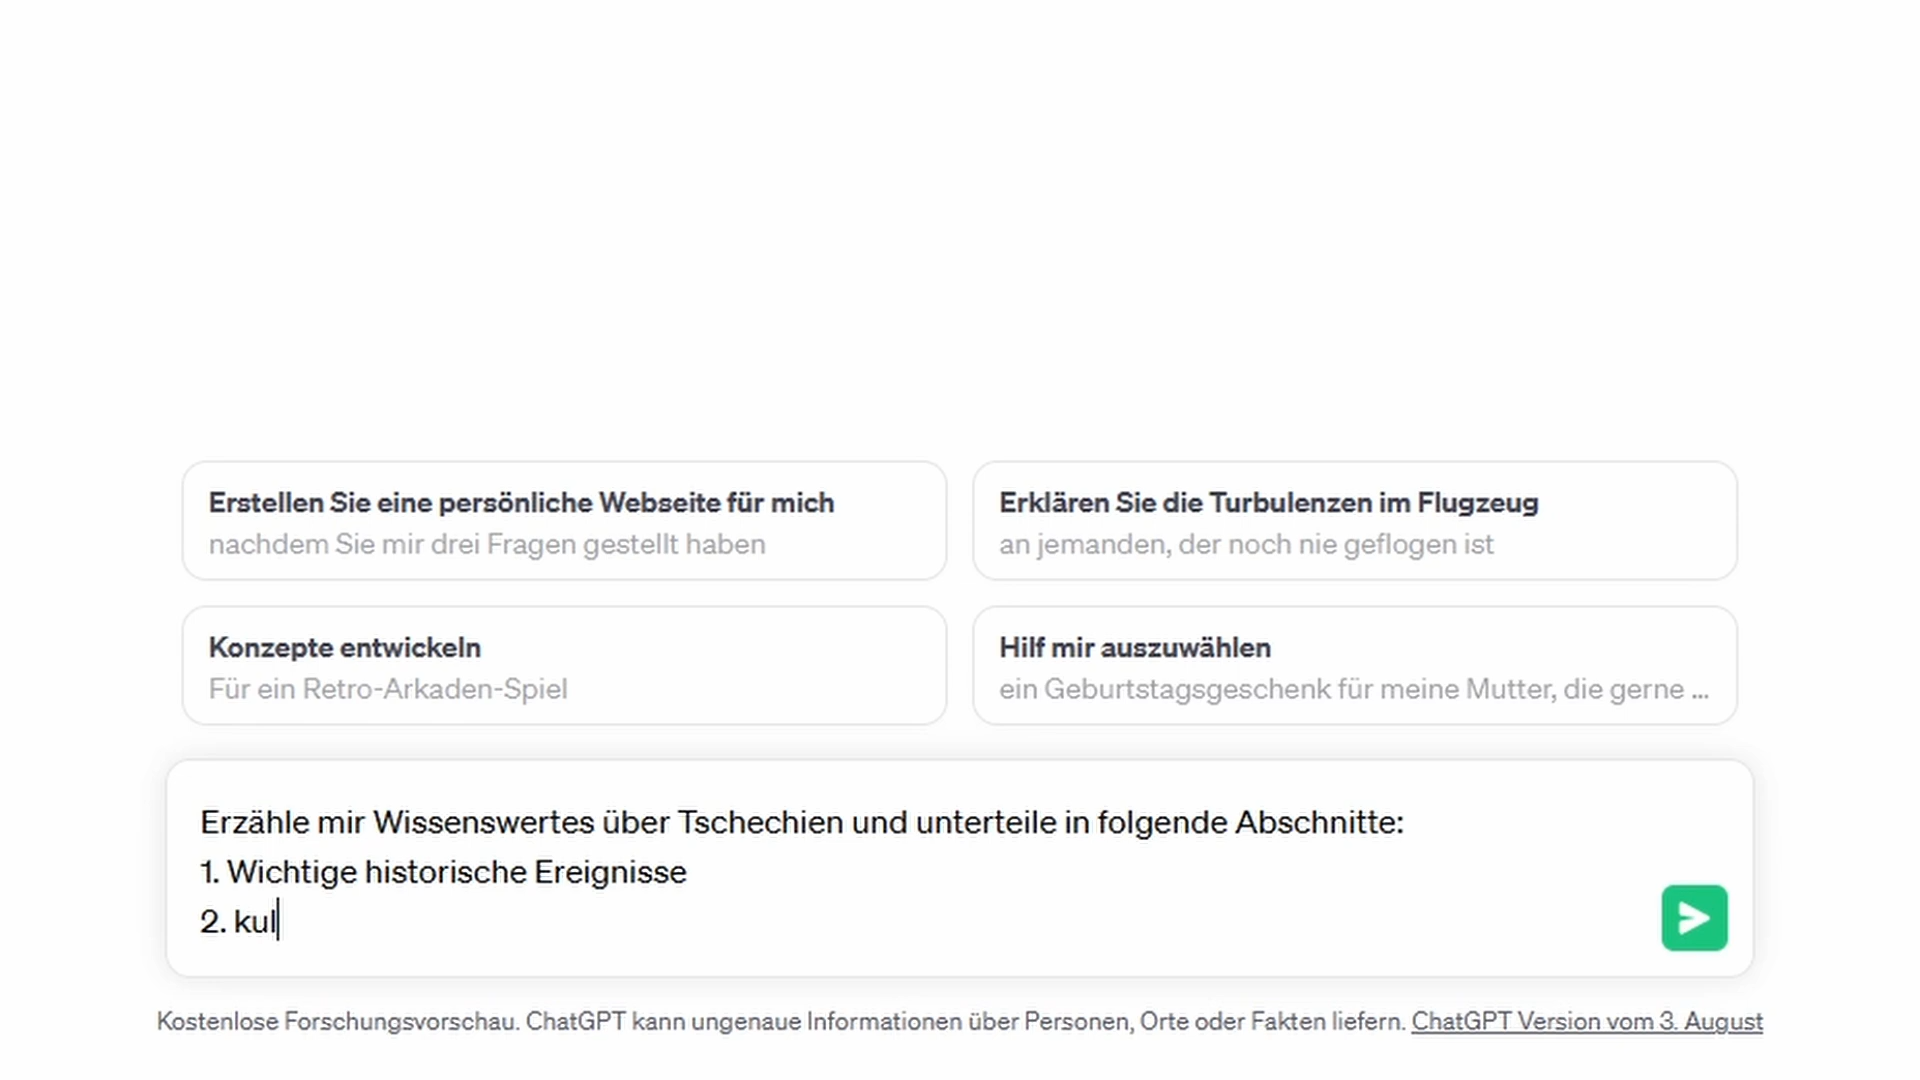 Erstellen Sie eine persönliche Webseite für mich
nachdem Sie mir drei Fragen gestellt haben
Erklären Sie die Turbulenzen im Flugzeug
an jemanden, der noch nie geflogen ist
Konzepte entwickeln
Für ein Retro-Arkaden-Spiel
Hilf mir auszuwählen
ein Geburtstagsgeschenk für meine Mutter, die gerne ...
Erzähle mir Wissenswertes über Tschechien und unterteile in folgende Abschnitte:
1. Wichtige historische Ereignisse
2. kul
Kostenlose Forschungsvorschau. ChatGPT kann ungenaue Informationen über Personen, Orte oder Fakten liefern. ChatGPT Version vom 3. August